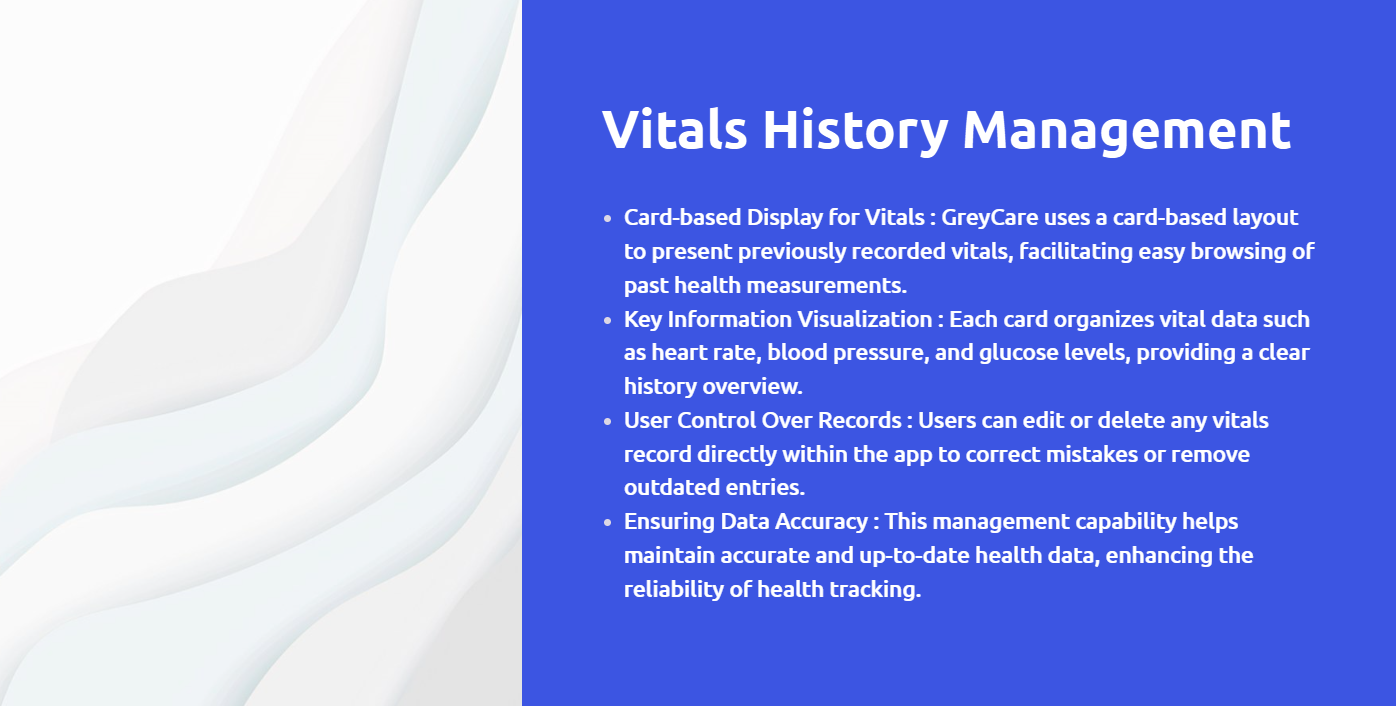 Vitals History Management
• Card-based Display for Vitals : GreyCare uses a card-based layout
to present previously recorded vitals, facilitating easy browsing of
past health measurements.
• Key Information Visualization : Each card organizes vital data such
as heart rate, blood pressure, and glucose levels, providing a clear
history overview.
• User Control Over Records : Users can edit or delete any vitals
record directly within the app to correct mistakes or remove
outdated entries.
• Ensuring Data Accuracy : This management capability helps
maintain accurate and up-to-date health data, enhancing the
reliability of health tracking.